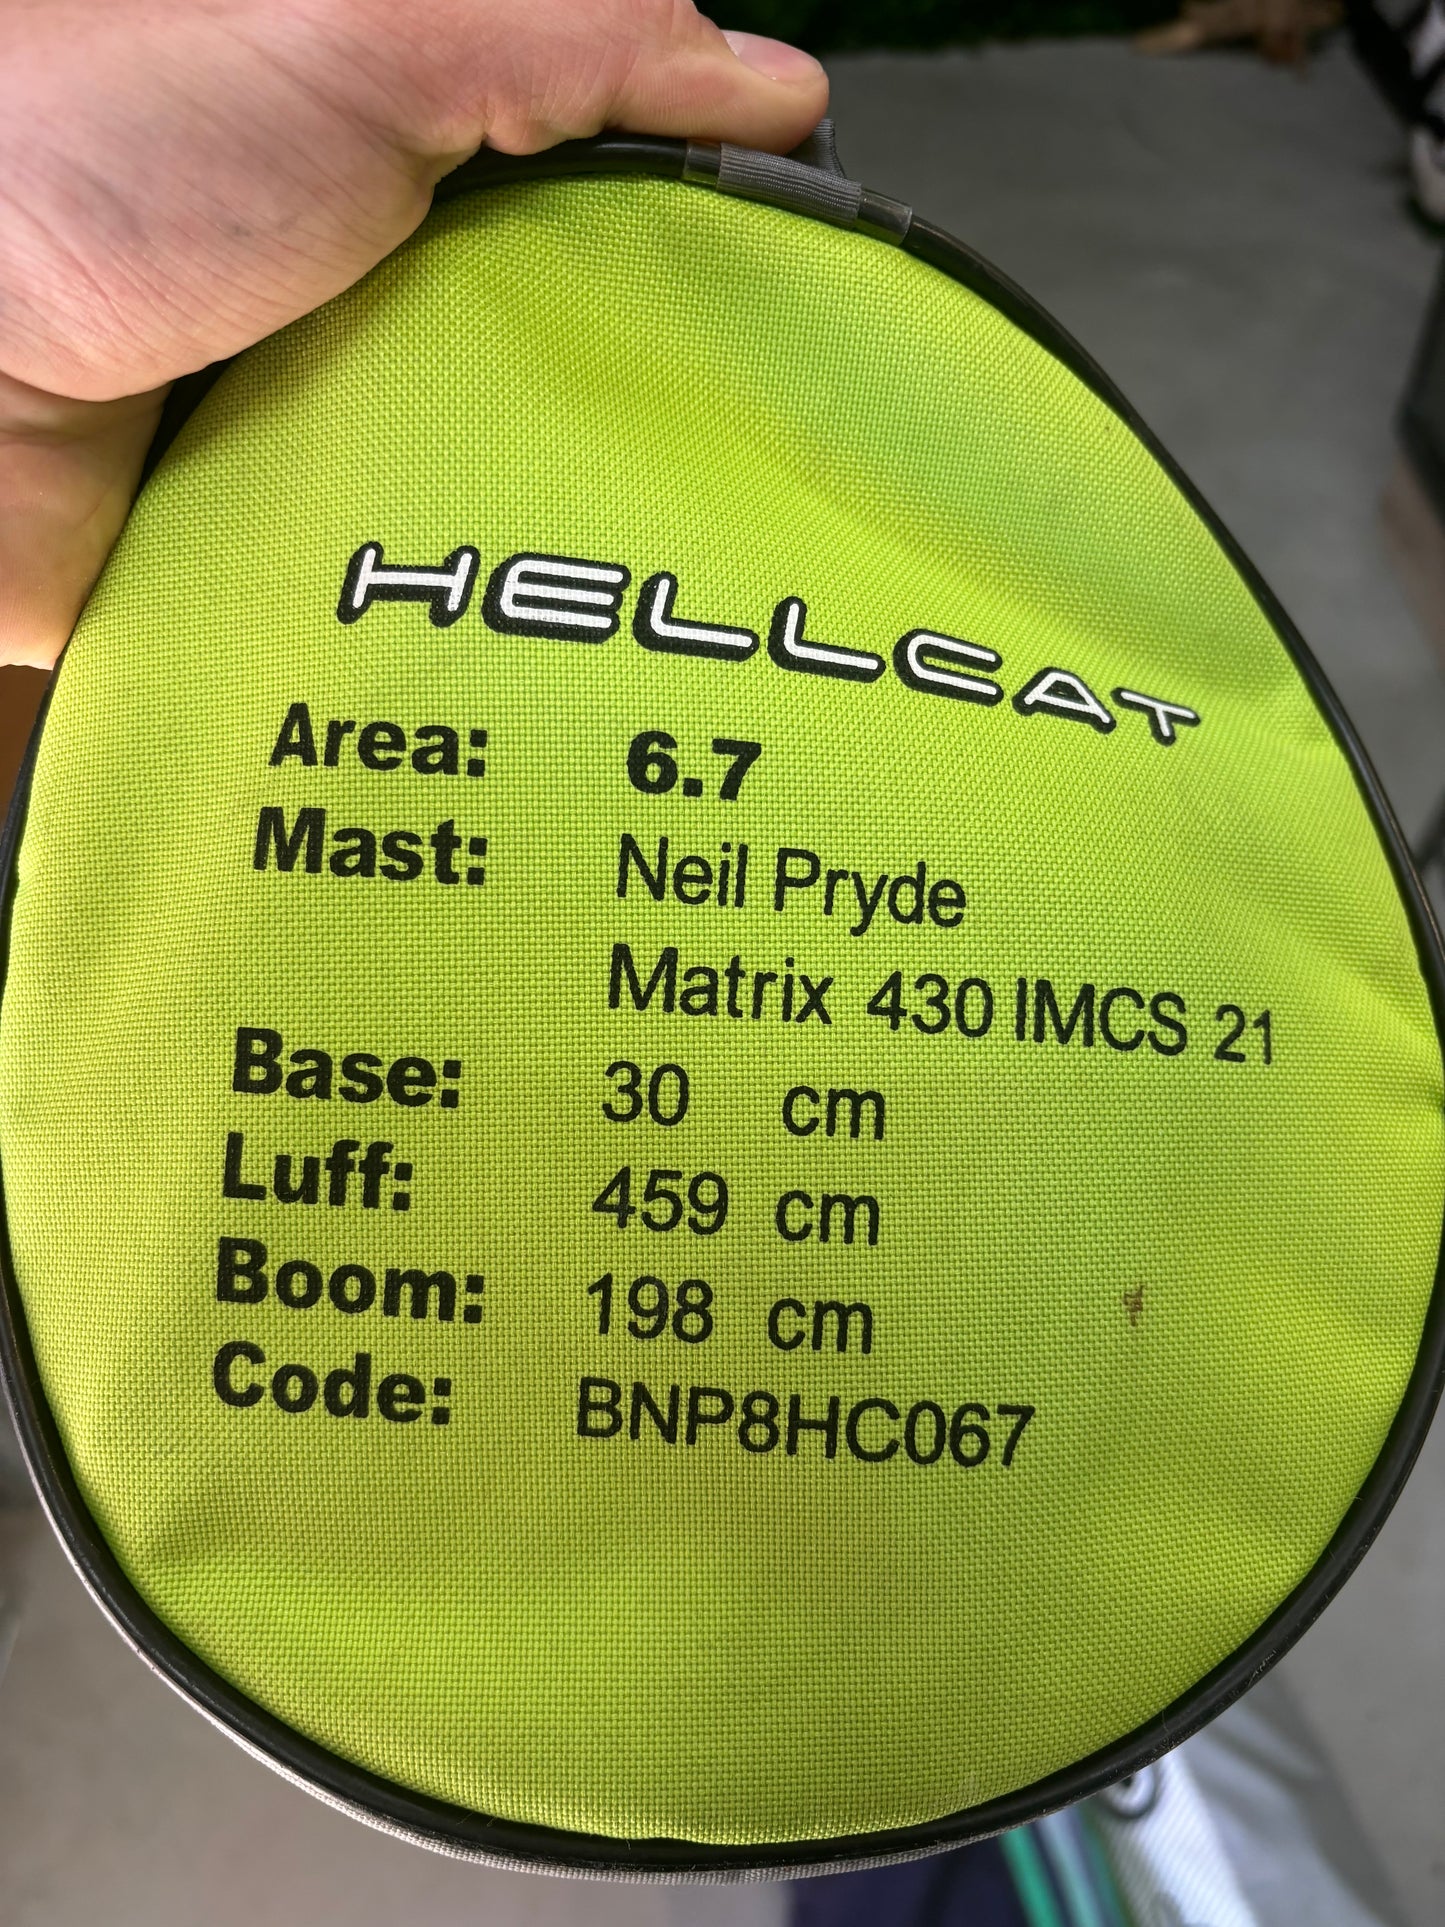 HELLCAT
Area: 6.7
Mast: Neil Pryde
Matrix 430 IMCS 21
Base: 30 cm
Luff: 459 cm
Boom: 198 cm
Code: BNP8HC067